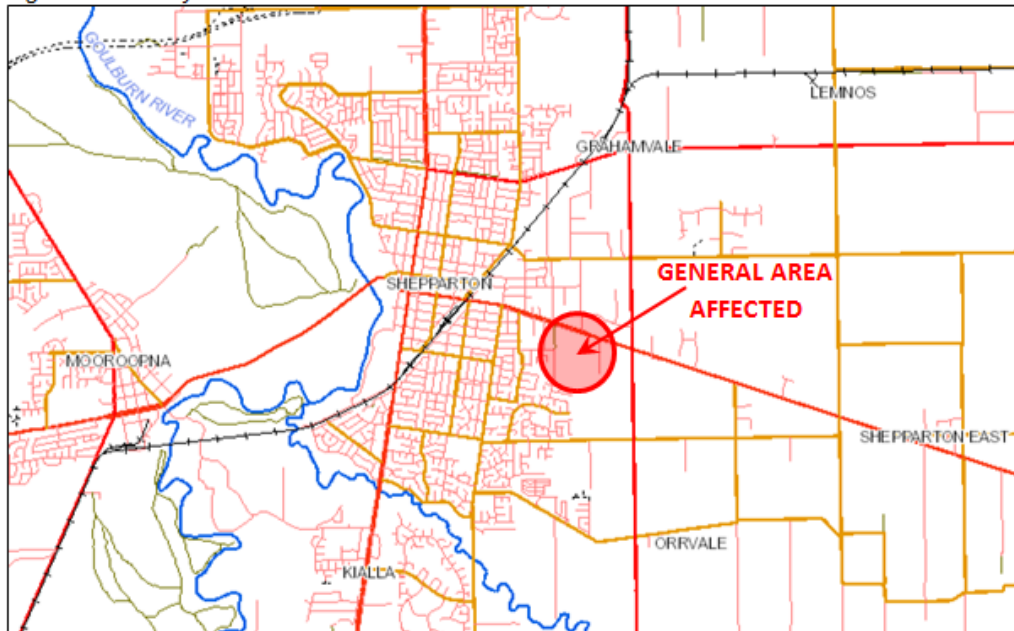 GOULBURN RIVER
LEMNOS
GRAHAMVALE
GENERAL AREA
AFFECTED
SHEPPARTON
MOOROOPNA
SHEPPARTON EAST
ORRVALE
KIALLA